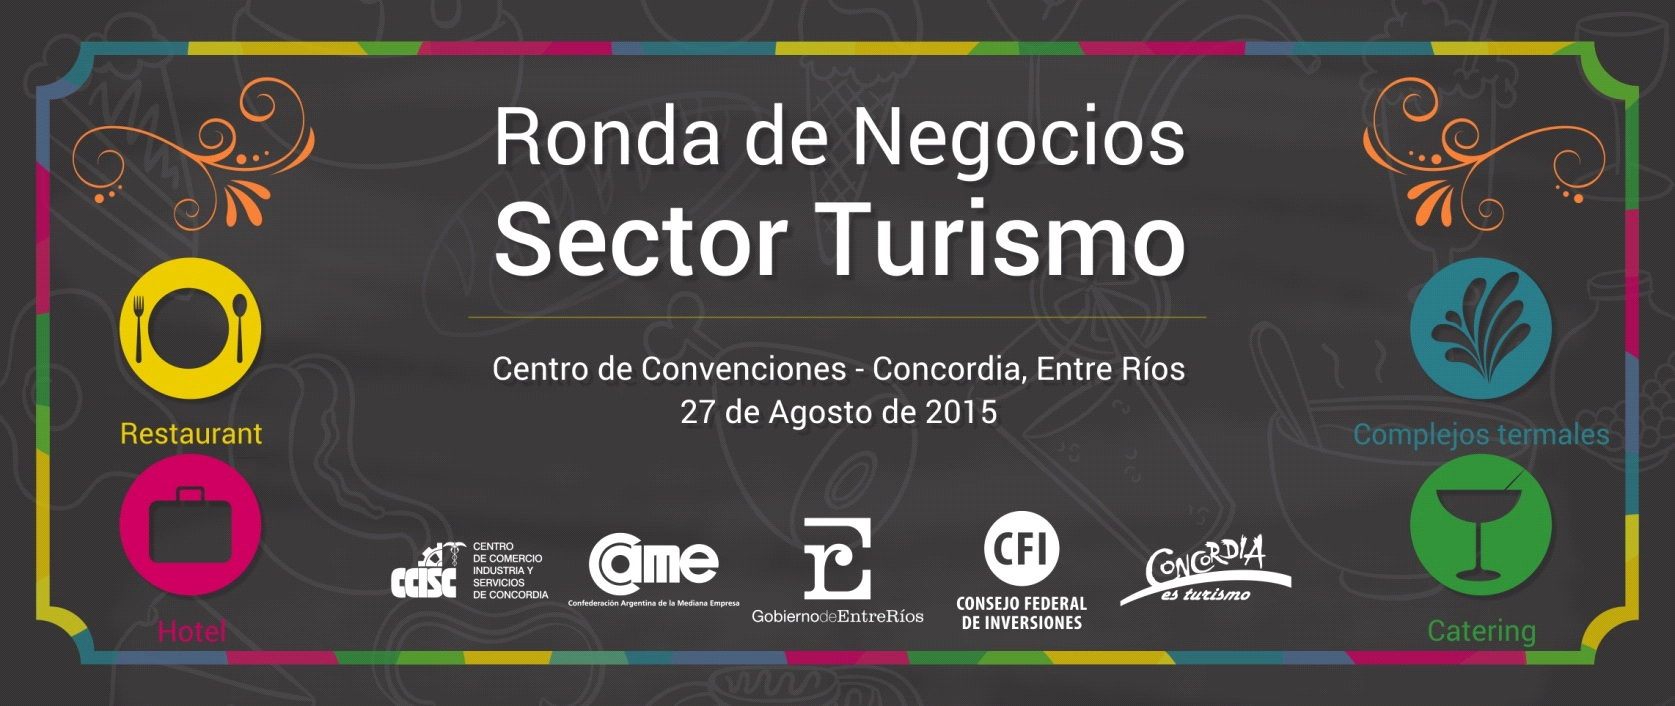 Ronda de Negocios
Sector Turismo
Centro de Convenciones - Concordia, Entre Ríos
27 de Agosto de 2015
Restaurant
Hotel
Complejos termales
Catering
CCISC
CENTRO
DE COMERCIO
INDUSTRIA Y
SERVICIOS
DE CONCORDIA
Came
Confederación Argentina de la Mediana Empresa
Er
GobiernodeEntreRíos
CFI
CONSEJO FEDERAL
DE INVERSIONES
CONCORDIA
es turismo